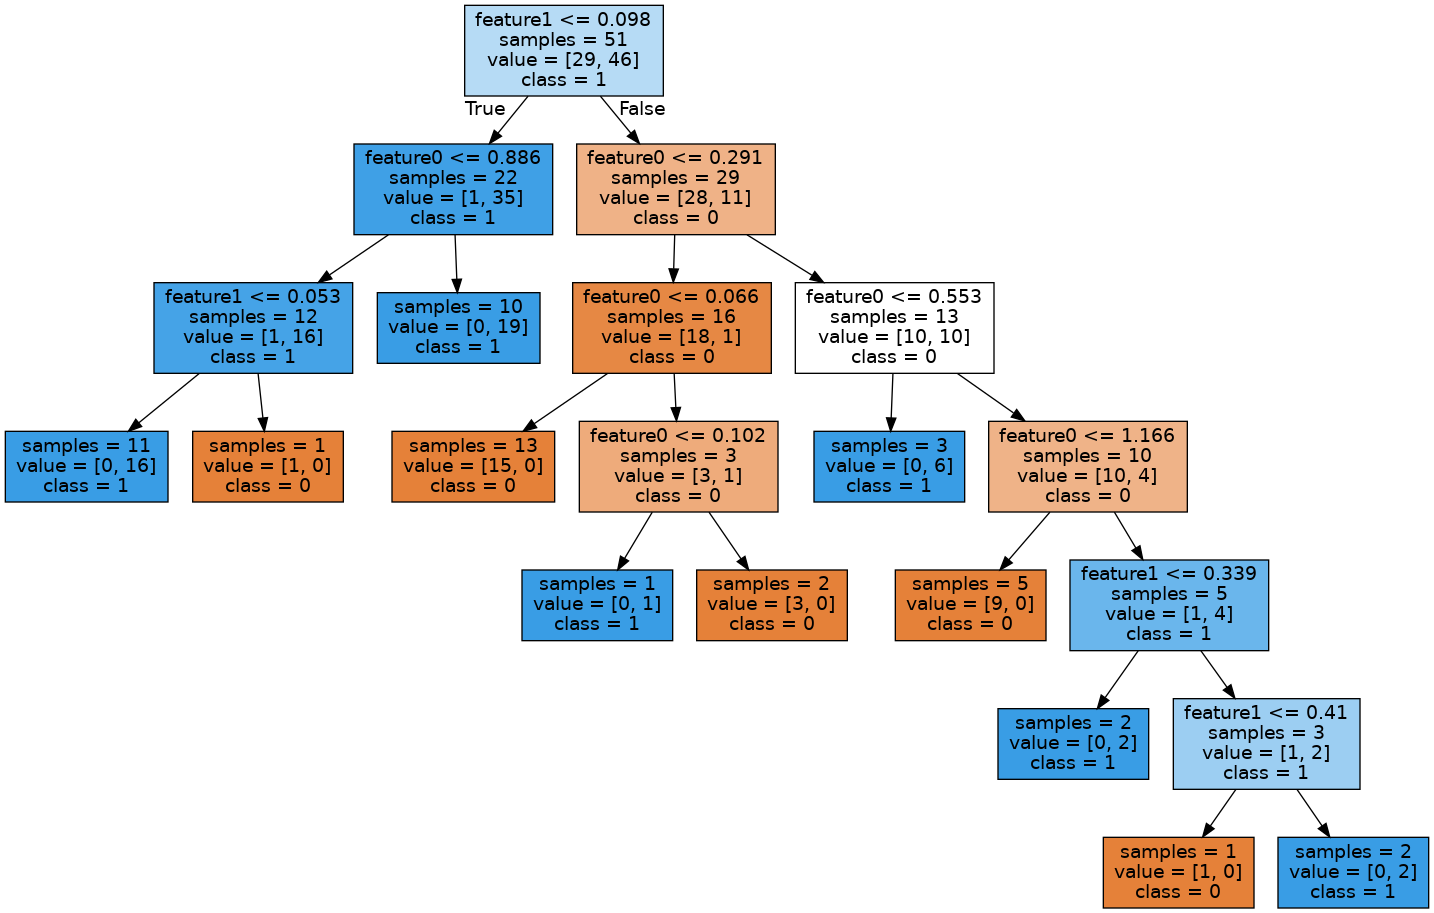 feature1 <= 0.098
samples = 51
value = [29, 46]
class = 1
True
False
feature0 <= 0.886
samples = 22
value = [1, 35]
class = 1
feature0 <= 0.291
samples = 29
value = [28, 11]
class = 0
feature1 <= 0.053
samples = 12
value = [1, 16]
class = 1
samples = 10
value = [0, 19]
class = 1
feature0 <= 0.066
samples = 16
value = [18, 1]
class = 0
feature0 <= 0.553
samples = 13
value = [10, 10]
class = 0
samples = 11
value = [0, 16]
class = 1
samples = 1
value = [1, 0]
class = 0
samples = 13
value = [15, 0]
class = 0
feature0 <= 0.102
samples = 3
value = [3, 1]
class = 0
samples = 3
value = [0, 6]
class = 1
feature0 <= 1.166
samples = 10
value = [10, 4]
class = 0
samples = 1
value = [0, 1]
class = 1
samples = 2
value = [3, 0]
class = 0
samples = 5
value = [9, 0]
class = 0
feature1 <= 0.339
samples = 5
value = [1, 4]
class = 1
samples = 2
value = [0, 2]
class = 1
feature1 <= 0.41
samples = 3
value = [1, 2]
class = 1
samples = 1
value = [1, 0]
class = 0
samples = 2
value = [0, 2]
class = 1